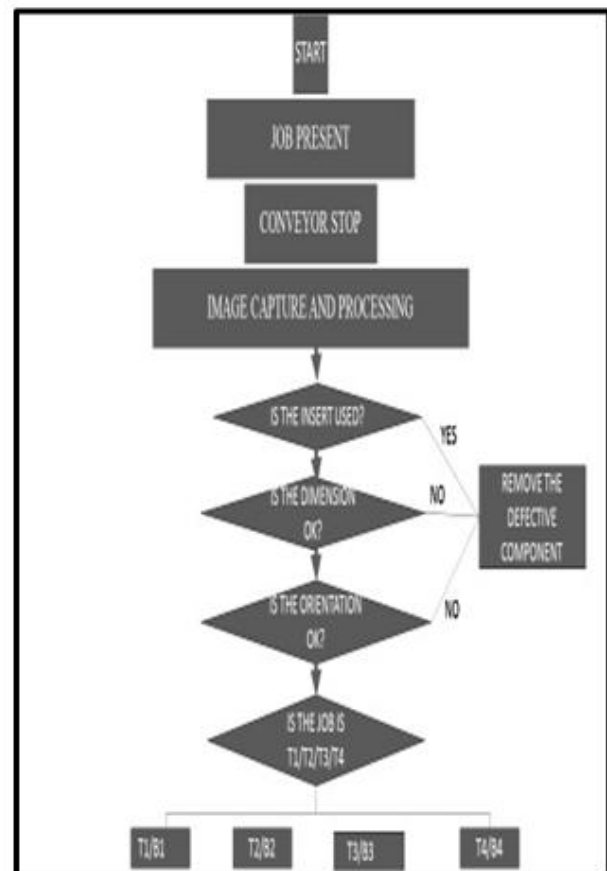 START
JOB PRESENT
CONVEYOR STOP
IMAGE CAPTURE AND PROCESSING
IS THE INSERT USED?
YES
IS THE DIMENSION
OK?
NO
REMOVE THE
DEFECTIVE
COMPONENT
IS THE ORIENTATION
OK?
NO
IS THE JOB IS
T1/T2/T3/T4
T1/B1
T2/B2
T3/B3
T4/B4